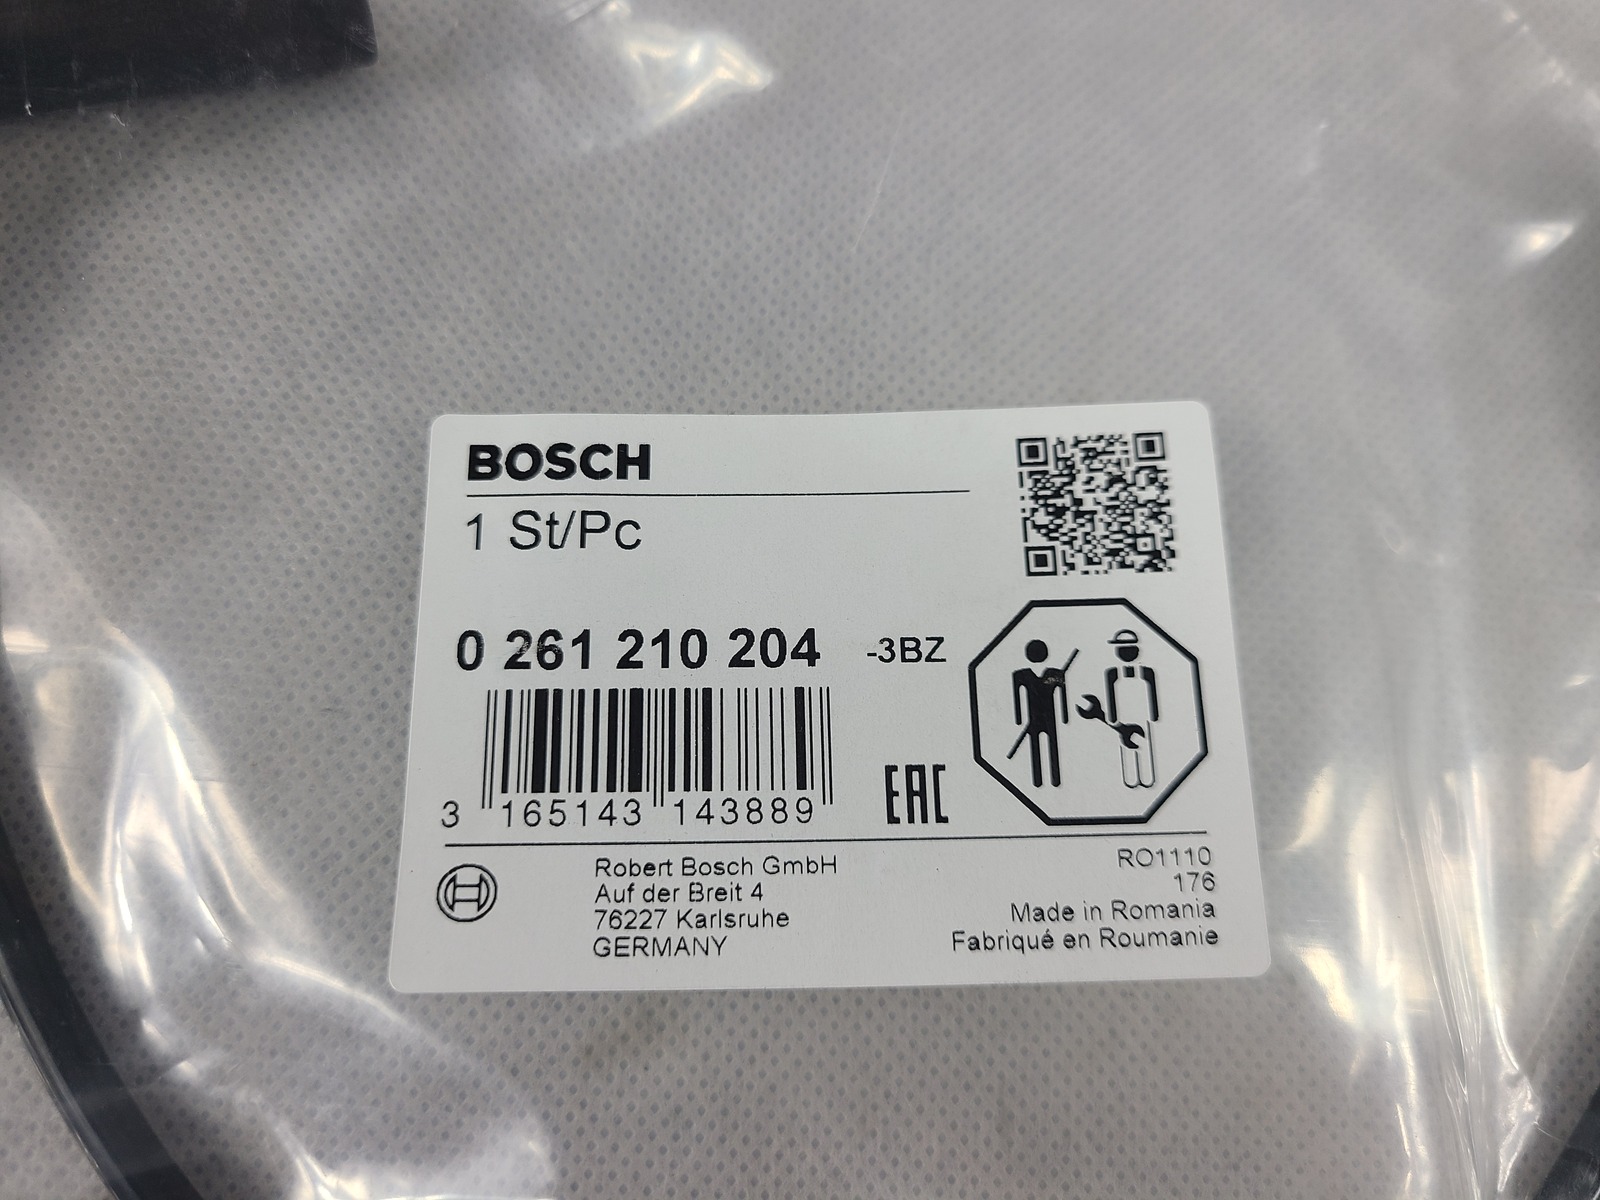 BOSCH
1 St/Pc
0 261 210 204 -3BZ
3 165143 143889
EAC
Robert Bosch GmbH
Auf der Breit 4
76227 Karlsruhe
GERMANY
RO1110
176
Made in Romania
Fabriqué en Roumanie